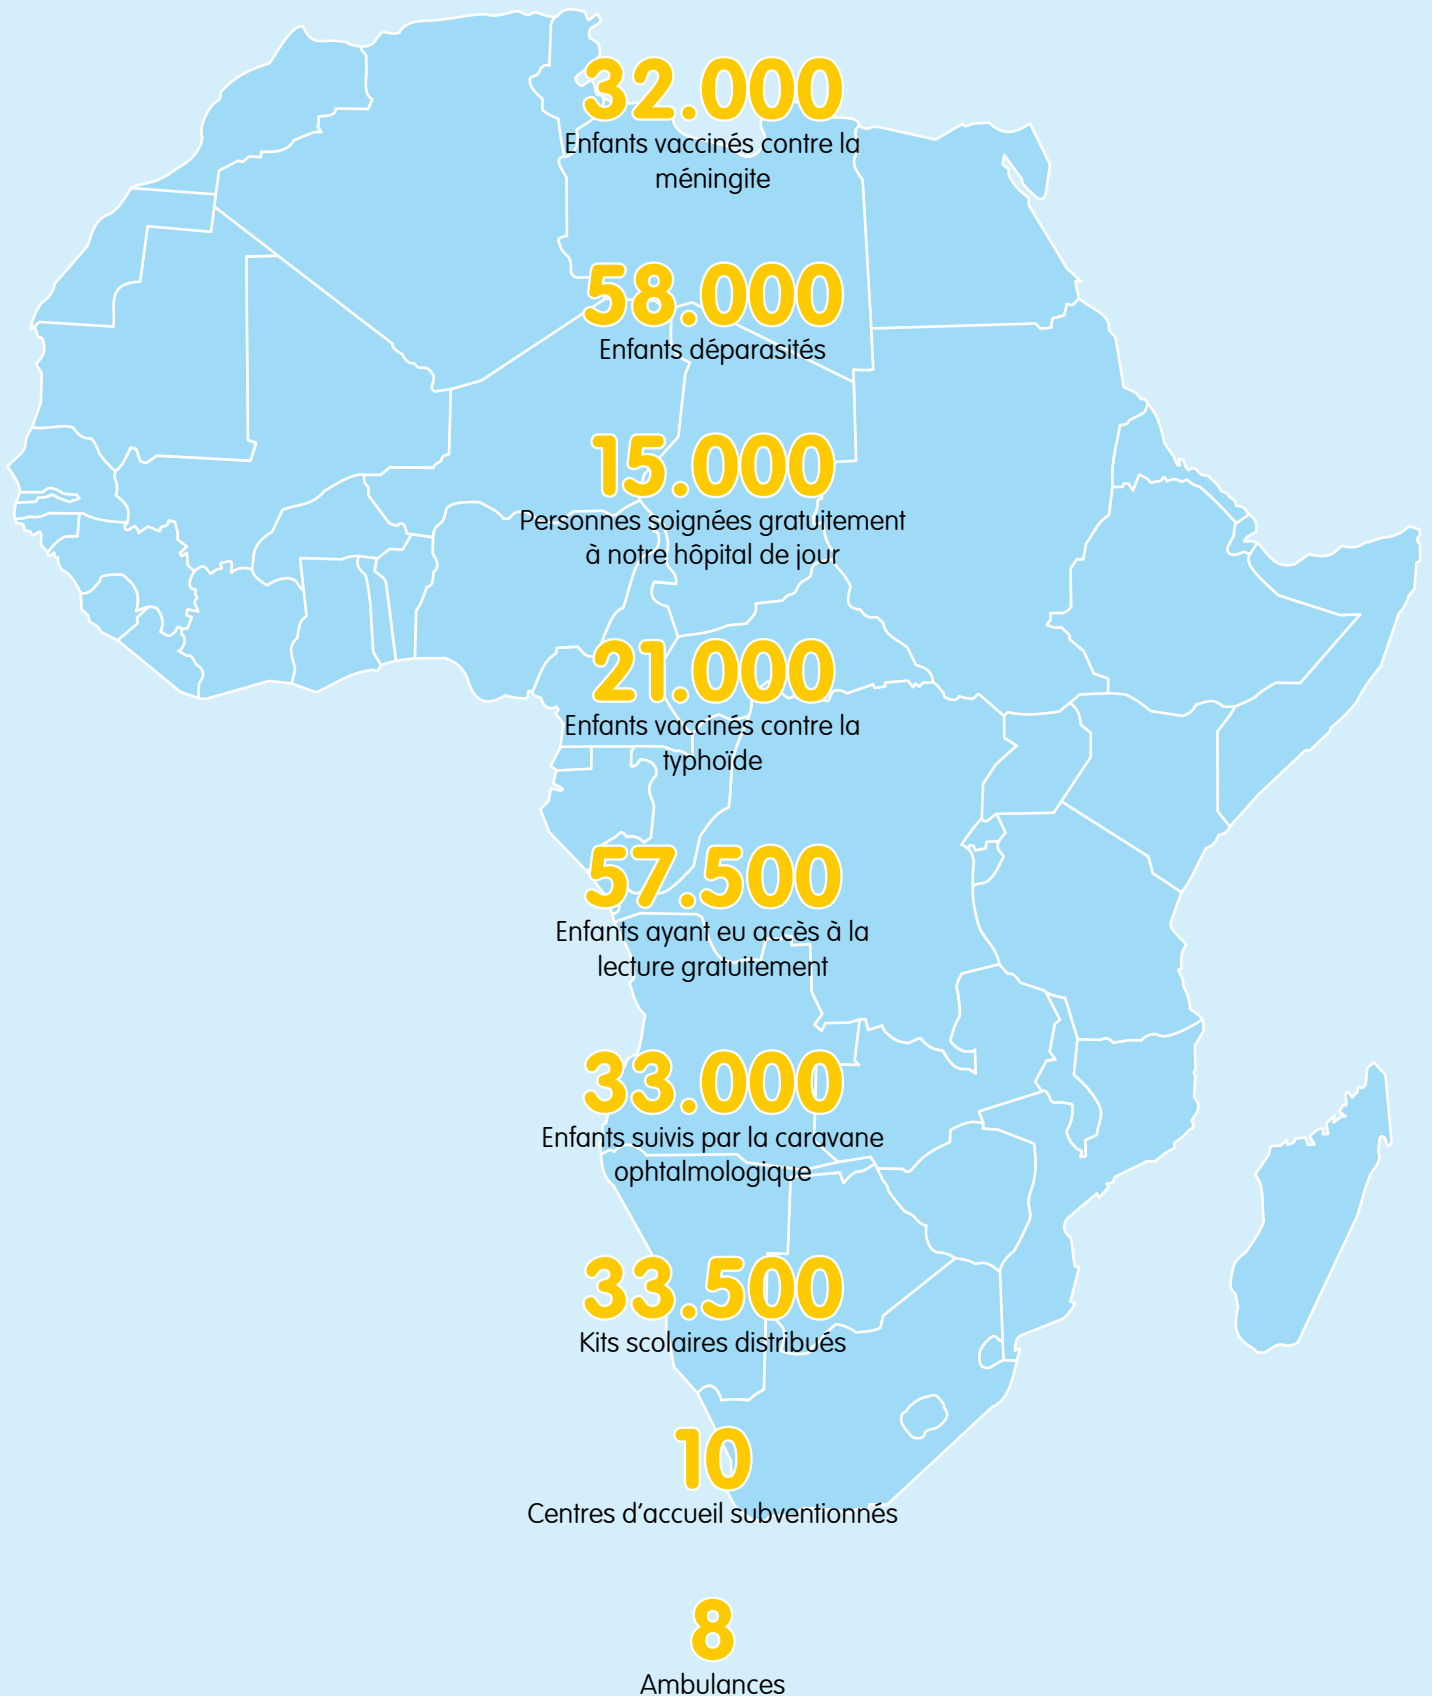 32.000
Enfants vaccinés contre la
méningite
58.000
Enfants déparasités
15.000
Personnes soignées gratuitement
à notre hôpital de jour
21.000
Enfants vaccinés contre la
typhoïde
57.500
Enfants ayant eu accès à la
lecture gratuitement
33.000
Enfants suivis par la caravane
ophtalmologique
33.500
Kits scolaires distribués
10
Centres d’accueil subventionnés
8
Ambulances